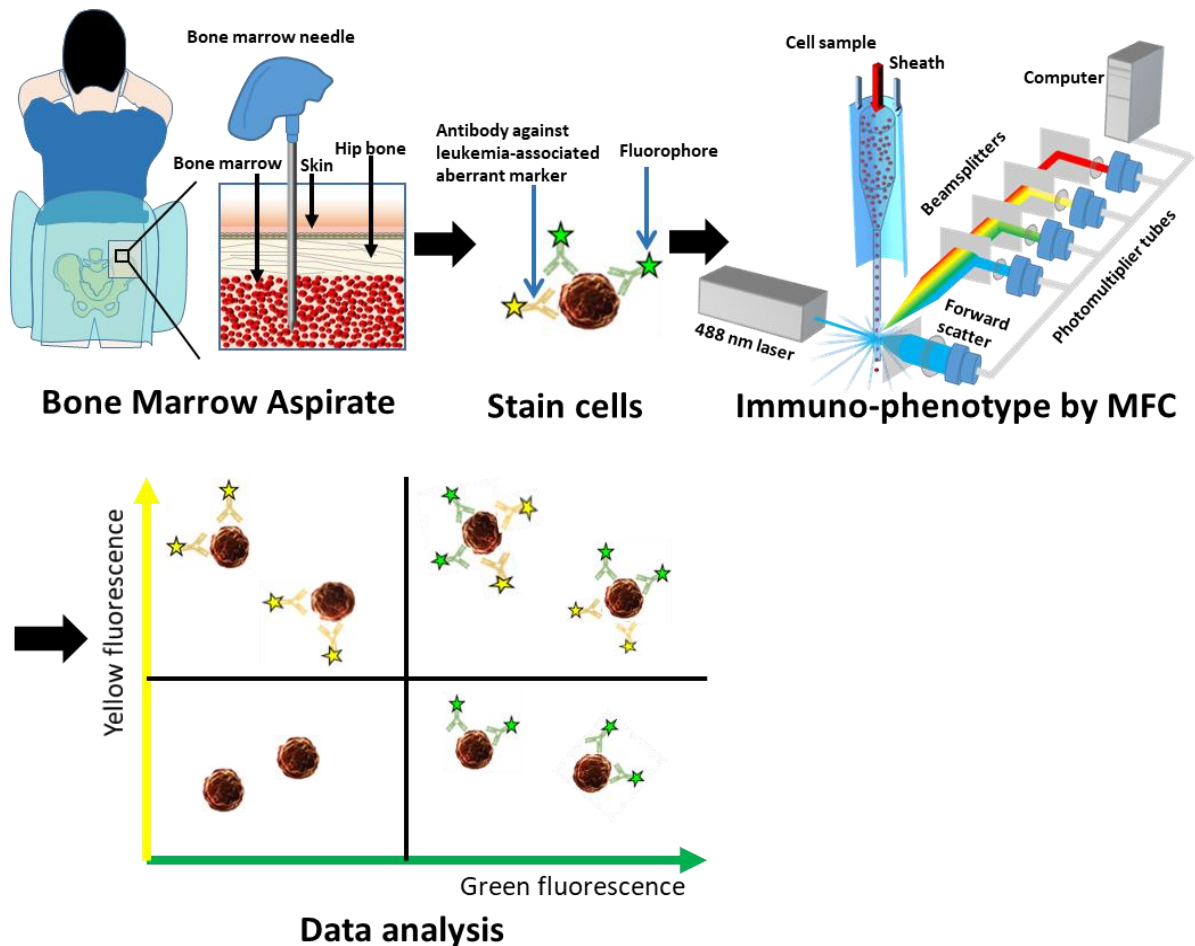 Bone marrow needle
Bone marrow
Skin
Hip bone
Bone Marrow Aspirate
Antibody against
leukemia-associated
aberrant marker
Fluorophore
Stain cells
Cell sample
Sheath
Computer
Beamsplitters
Photomultiplier tubes
Forward
scatter
488 nm laser
Immuno-phenotype by MFC
Yellow fluorescence
Green fluorescence
Data analysis